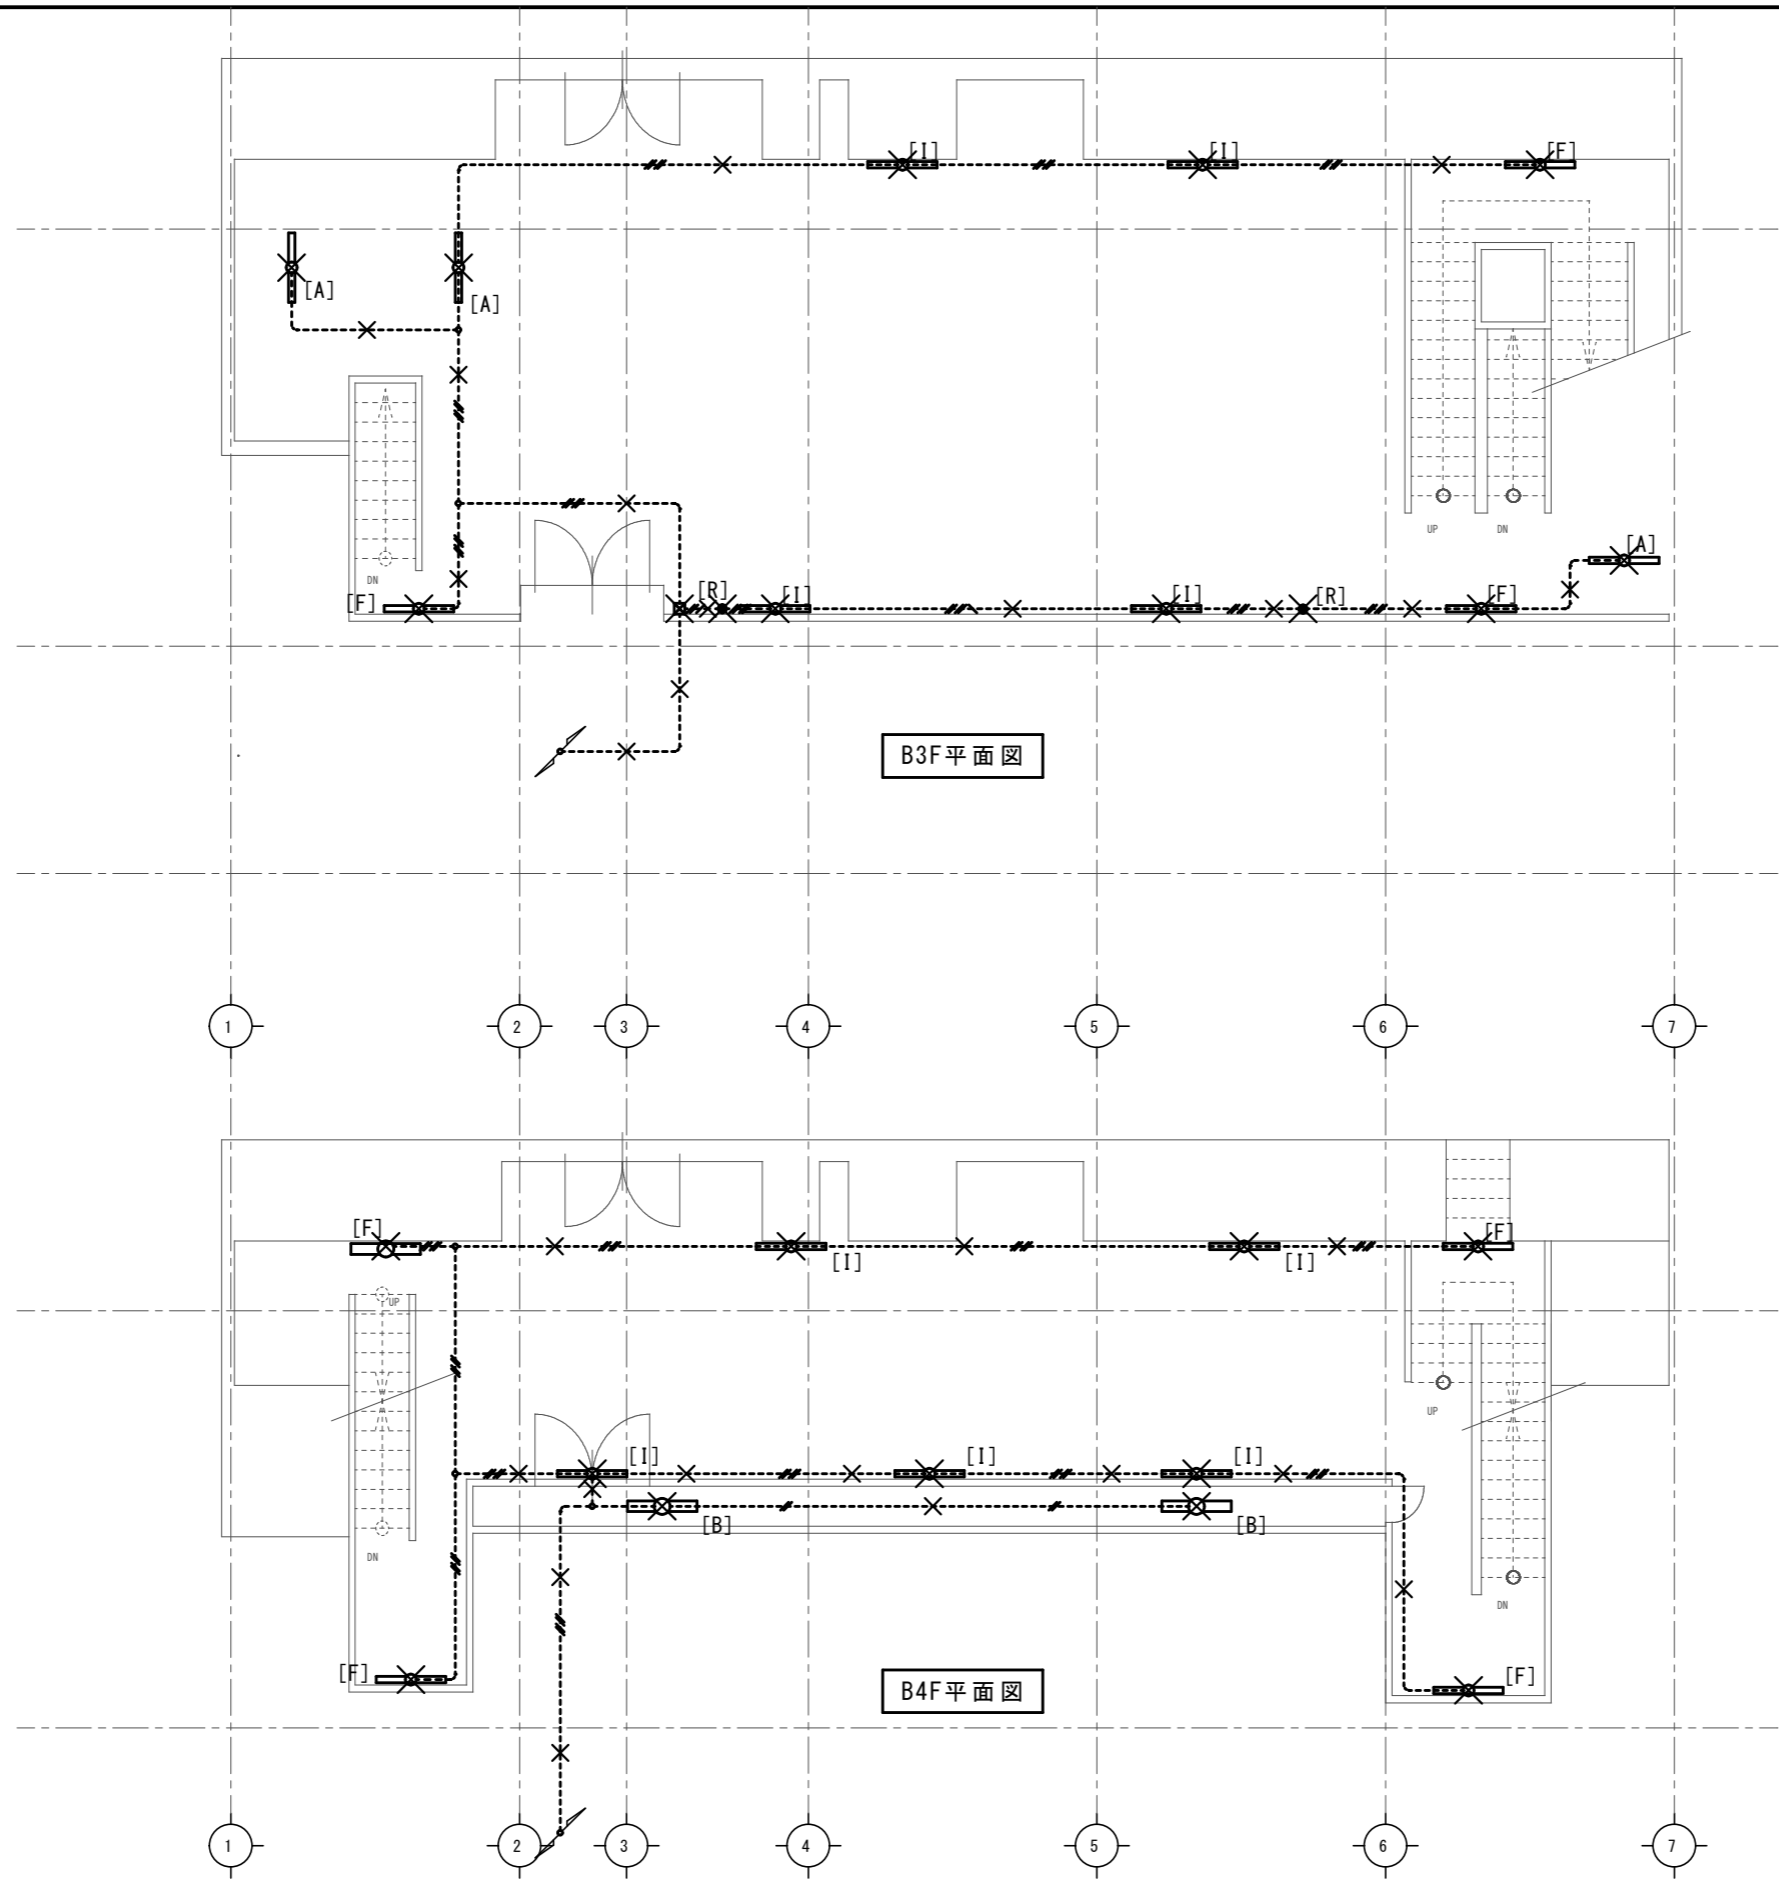 [I] [I] [F]
[A]
[A]
UP DN
[A]
DN
[F] [R] [I] [I] [R] [F]
B3F平面図
1 2 3 4 5 6 7
[F] [F]
[I] [I]
UP
UP
[I] [I] [I]
[B] [B]
DN
DN
[F] [F]
B4F平面図
1 2 3 4 5 6 7